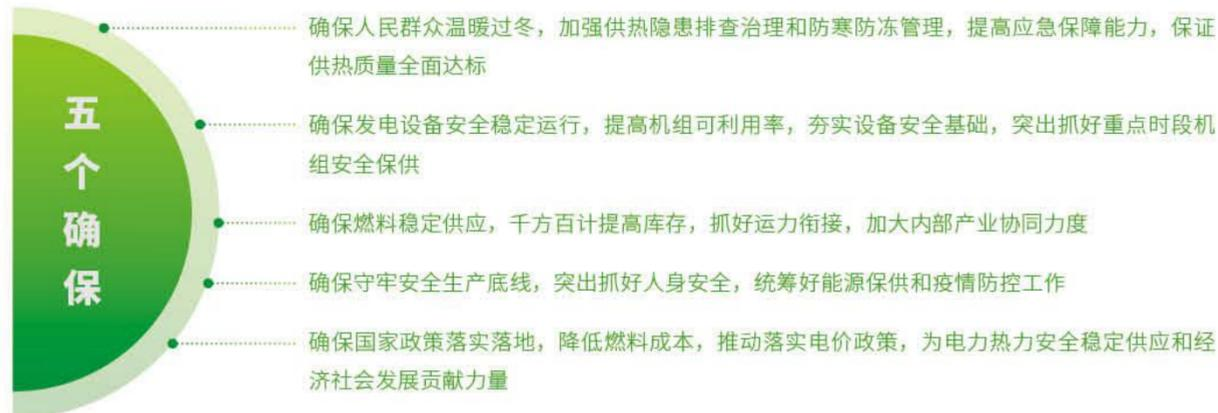 五个确保
确保人民群众温暖过冬，加强供热隐患排查治理和防寒防冻管理，提高应急保障能力，保证
供热质量全面达标
确保发电设备安全稳定运行，提高机组可利用率，夯实设备安全基础，突出抓好重点时段机
组安全保供
确保燃料稳定供应，千方百计提高库存，抓好运力衔接，加大内部产业协同力度
确保守牢安全生产底线，突出抓好人身安全，统筹好能源保供和疫情防控工作
确保国家政策落实落地，降低燃料成本，推动落实电价政策，为电力热力安全稳定供应和经
济社会发展贡献力量